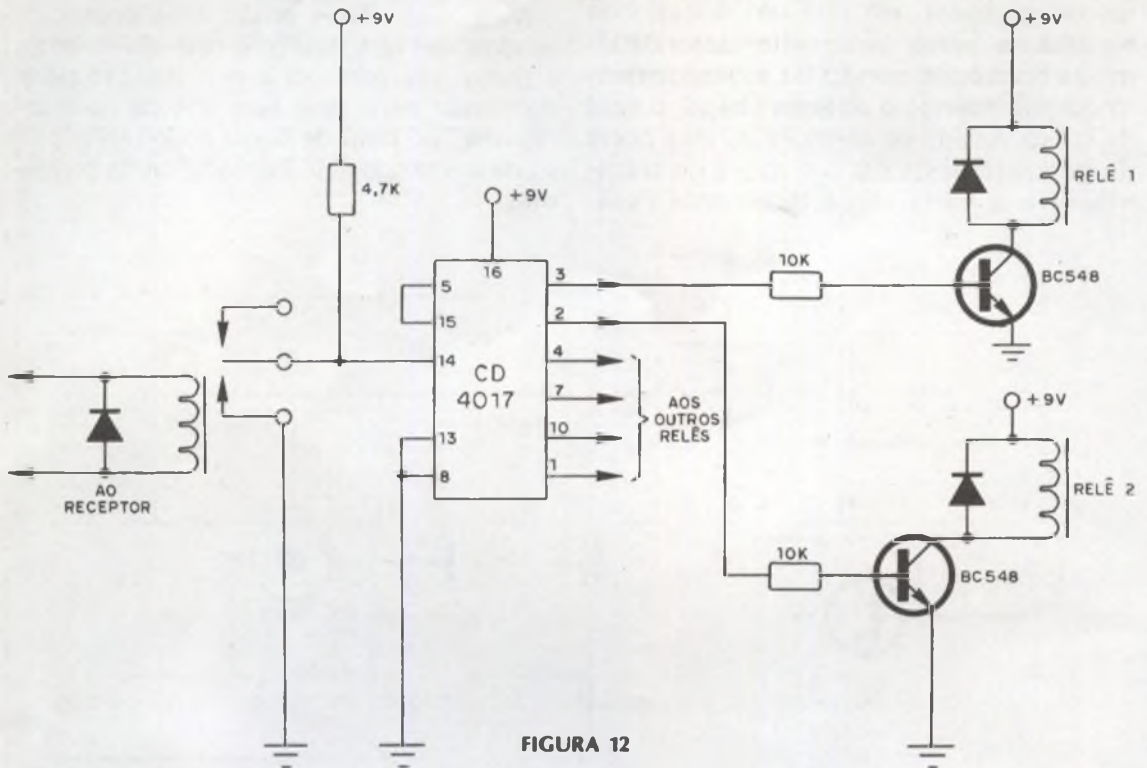 +9V
+9V
4,7K
+9V
RELÊ 1
16
5
3
10K
BC548
15
2
14
4
CD
4017
7
AOS
OUTROS
RELÊS
+9V
13
10
8
1
AO
RECEPTOR
RELÊ 2
10K
BC548
FIGURA 12